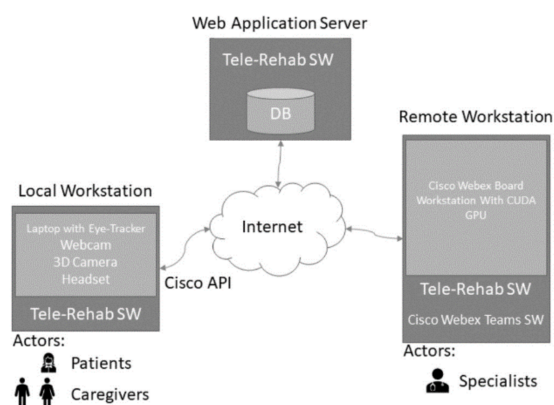 Web Application Server
Tele-Rehab SW
DB
Remote Workstation
Cisco Webex Board
Workstation With CUDA
GPU
Tele-Rehab SW
Cisco Webex Teams SW
Actors:
Specialists
Internet
Cisco API
Local Workstation
Laptop with Eye-Tracker
Webcam
3D Camera
Headset
Tele-Rehab SW
Actors:
Patients
Caregivers